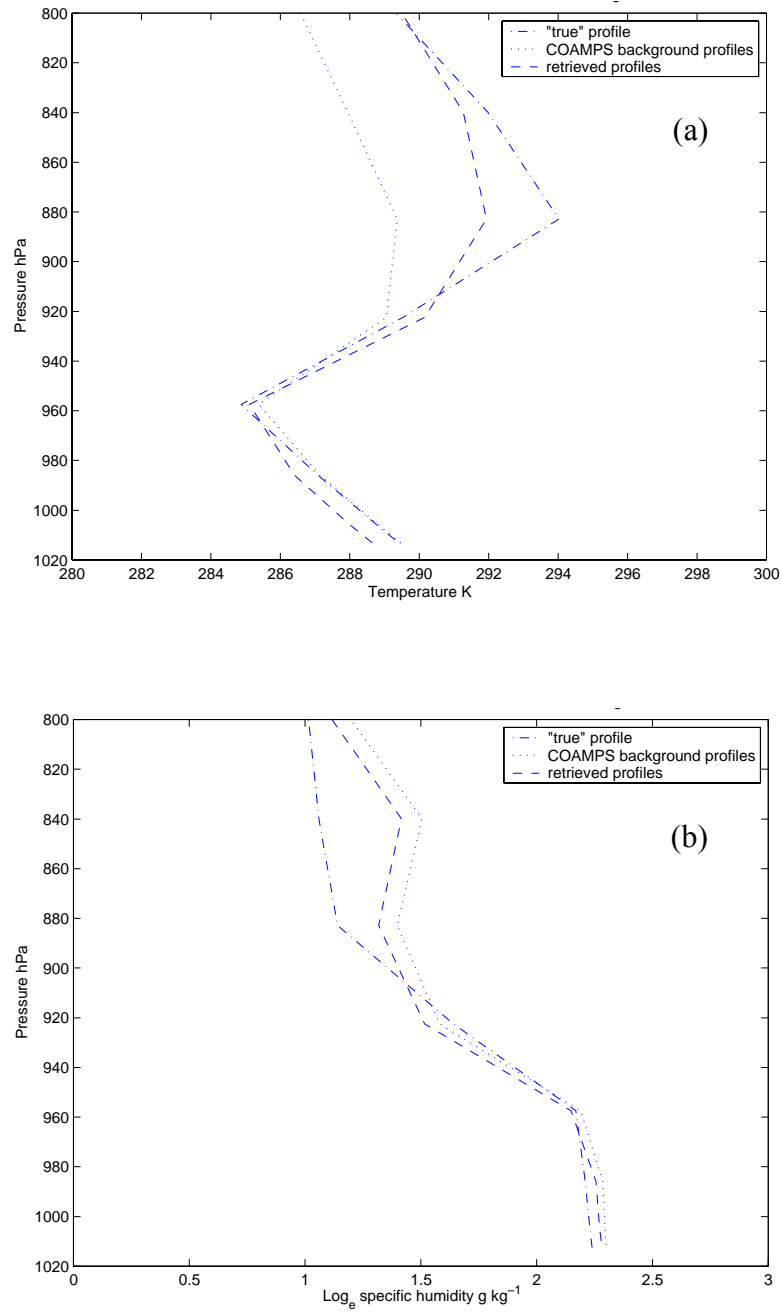 800
820
840
860
880
900
920
940
960
980
1000
1020
Pressure hPa
280 282 284 286 288 290 292 294 296 298 300
Temperature K
"true" profile
COAMPS background profiles
retrieved profiles
(a)
800
820
840
860
880
900
920
940
960
980
1000
1020
Pressure hPa
0 0.5 1 1.5 2 2.5 3
Logₑ specific humidity g kg⁻¹
"true" profile
COAMPS background profiles
retrieved profiles
(b)